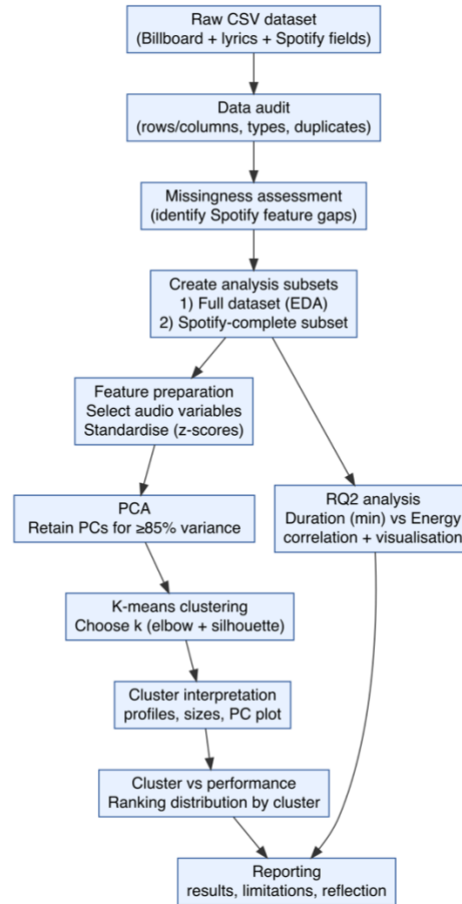 Raw CSV dataset
(Billboard + lyrics + Spotify fields)
Data audit
(rows/columns, types, duplicates)
Missingness assessment
(identify Spotify feature gaps)
Create analysis subsets
1) Full dataset (EDA)
2) Spotify-complete subset
Feature preparation
Select audio variables
Standardise (z-scores)
PCA
Retain PCs for ≥85% variance
RQ2 analysis
Duration (min) vs Energy
correlation + visualisation
K-means clustering
Choose k (elbow + silhouette)
Cluster interpretation
profiles, sizes, PC plot
Cluster vs performance
Ranking distribution by cluster
Reporting
results, limitations, reflection